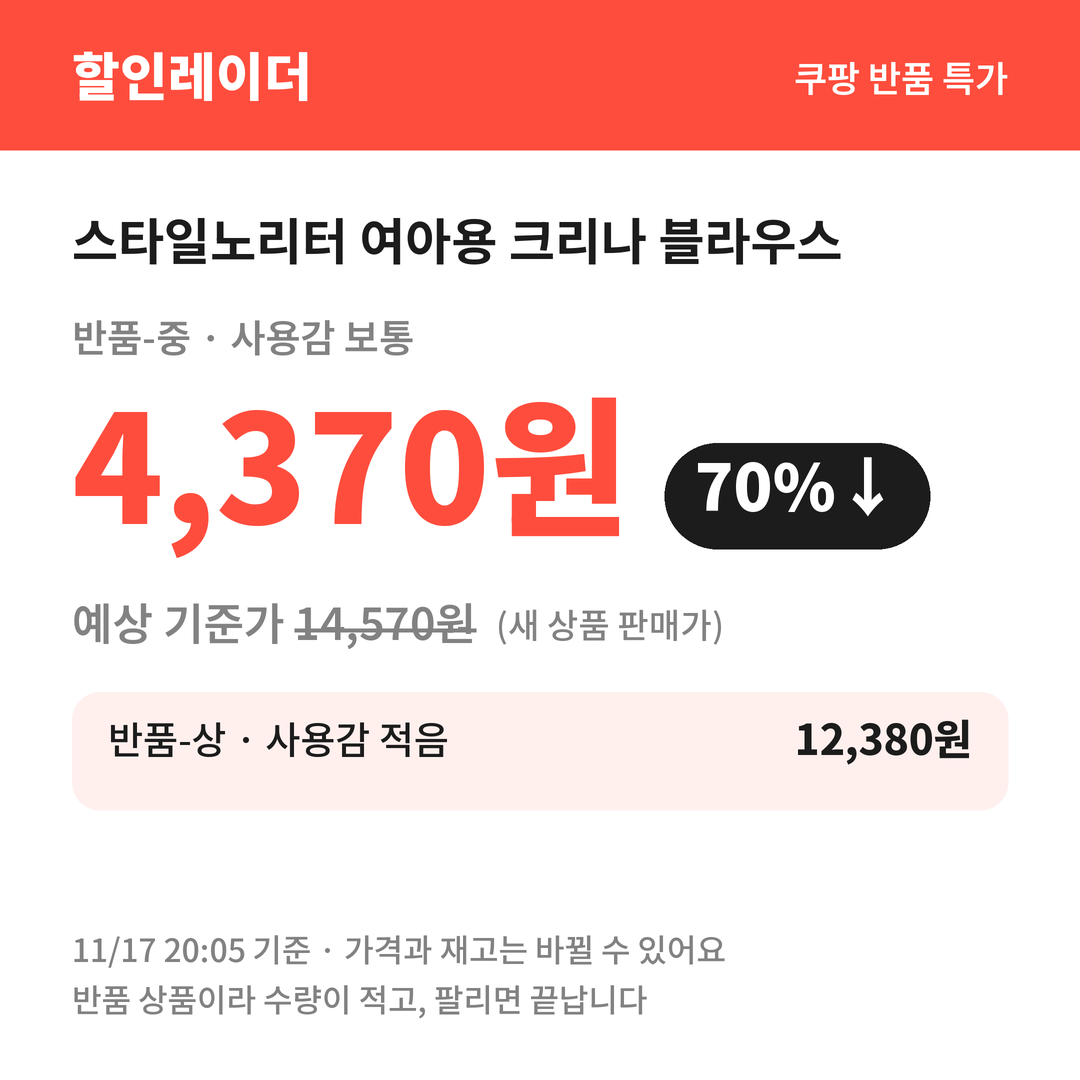 할인레이더
쿠팡 반품 특가
스타일노리터 여아용 크리나 블라우스
반품-중 · 사용감 보통
4,370원 70%↓
예상 기준가 14,570원 (새 상품 판매가)
반품-상 · 사용감 적음 12,380원
11/17 20:05 기준 · 가격과 재고는 바뀔 수 있어요
반품 상품이라 수량이 적고, 팔리면 끝납니다